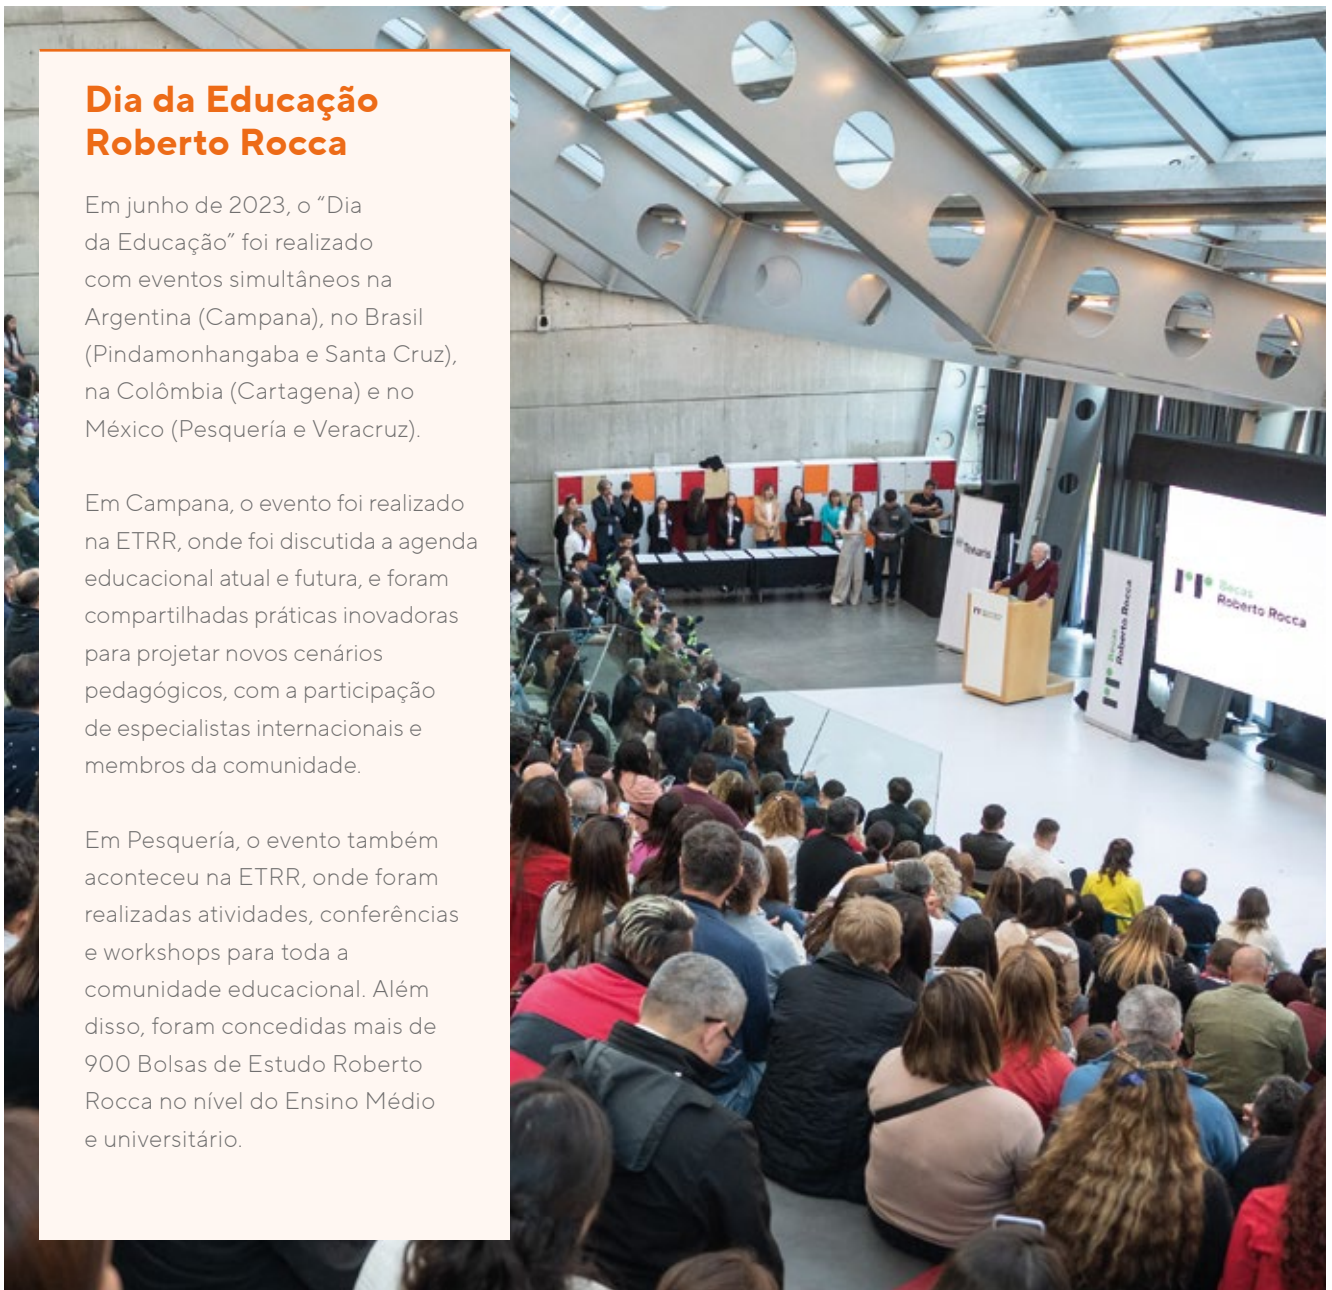 Dia da Educação
Roberto Rocca
Em junho de 2023, o “Dia
da Educação” foi realizado
com eventos simultâneos na
Argentina (Campana), no Brasil
(Pindamonhangaba e Santa Cruz),
na Colômbia (Cartagena) e no
México (Pesquería e Veracruz).
Em Campana, o evento foi realizado
na ETRR, onde foi discutida a agenda
educacional atual e futura, e foram
compartilhadas práticas inovadoras
para projetar novos cenários
pedagógicos, com a participação
de especialistas internacionais e
membros da comunidade.
Em Pesquería, o evento também
aconteceu na ETRR, onde foram
realizadas atividades, conferências
e workshops para toda a
comunidade educacional. Além
disso, foram concedidas mais de
900 Bolsas de Estudo Roberto
Rocca no nível do Ensino Médio
e universitário.
Tenaris
Becas
Roberto Rocca
Becas
Roberto Rocca